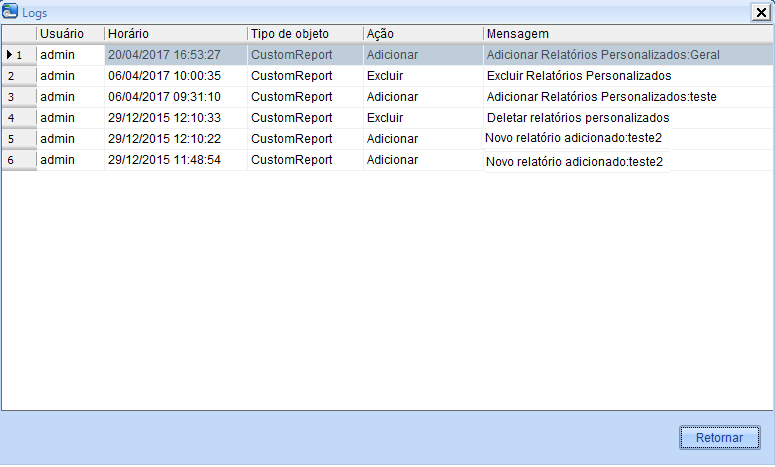 Logs
Usuário Horário Tipo de objeto Ação Mensagem
1 admin 20/04/2017 16:53:27 CustomReport Adicionar Adicionar Relatórios Personalizados:Geral
2 admin 06/04/2017 10:00:35 CustomReport Excluir Excluir Relatórios Personalizados
3 admin 06/04/2017 09:31:10 CustomReport Adicionar Adicionar Relatórios Personalizados:teste
4 admin 29/12/2015 12:10:33 CustomReport Excluir Deletar relatórios personalizados
5 admin 29/12/2015 12:10:22 CustomReport Adicionar Novo relatório adicionado:teste2
6 admin 29/12/2015 11:48:54 CustomReport Adicionar Novo relatório adicionado:teste2
Retornar